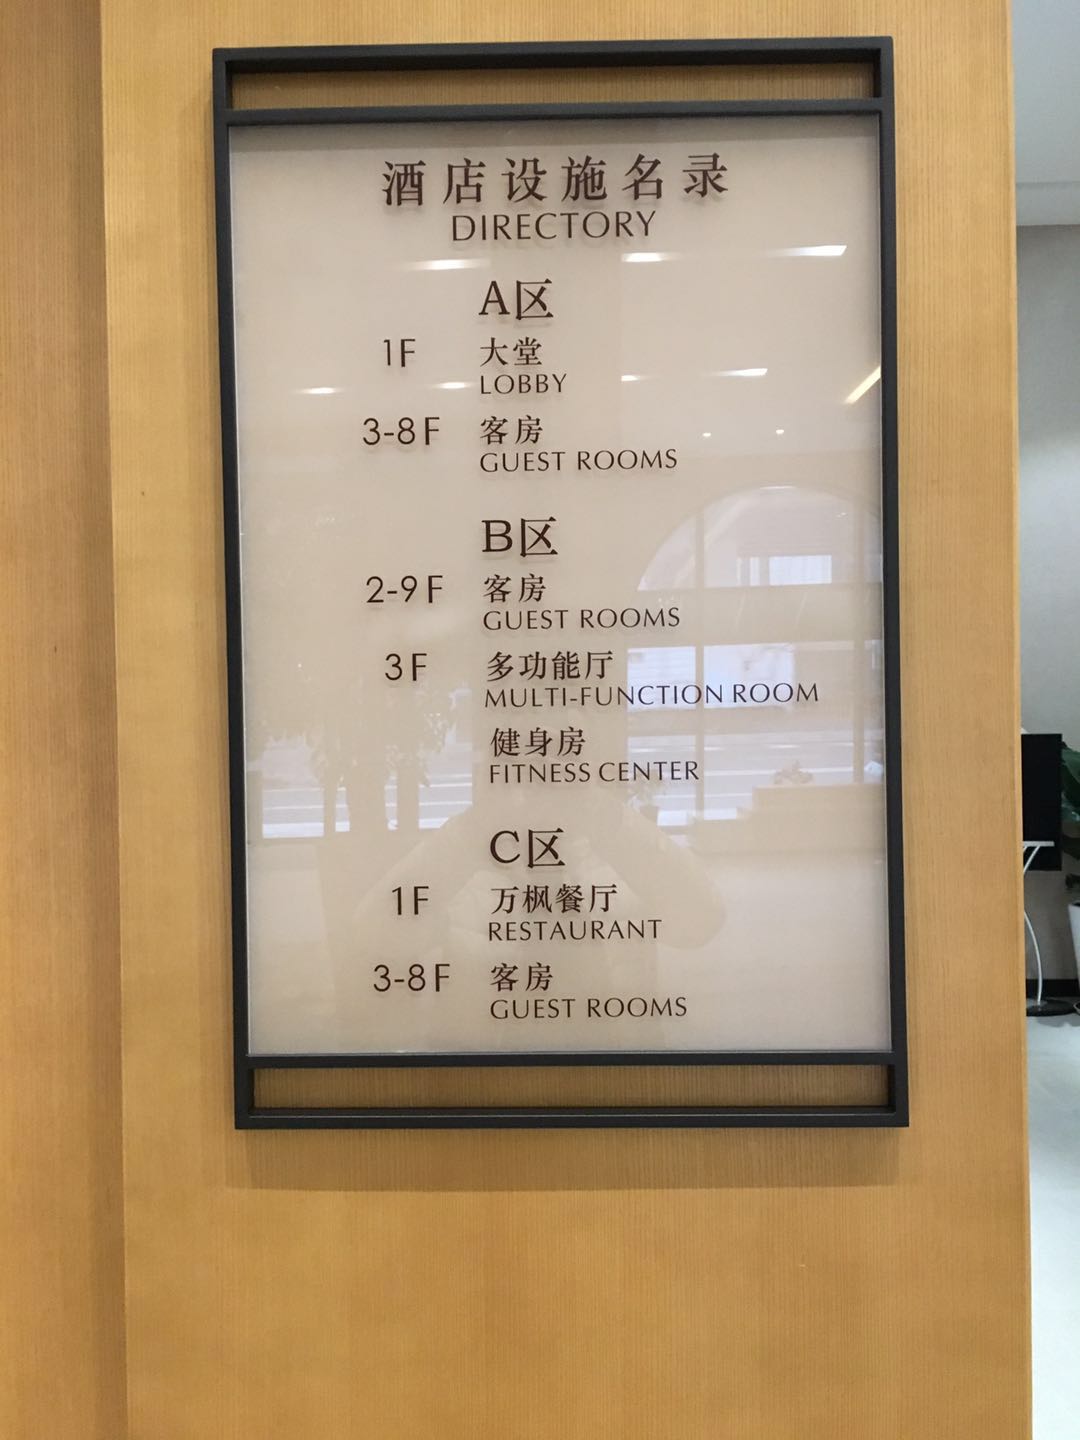 酒店设施名录
DIRECTORY
A区
1F 大堂
LOBBY
3-8F 客房
GUEST ROOMS
B区
2-9F 客房
GUEST ROOMS
3F 多功能厅
MULTI-FUNCTION ROOM
健身房
FITNESS CENTER
C区
1F 万枫餐厅
RESTAURANT
3-8F 客房
GUEST ROOMS